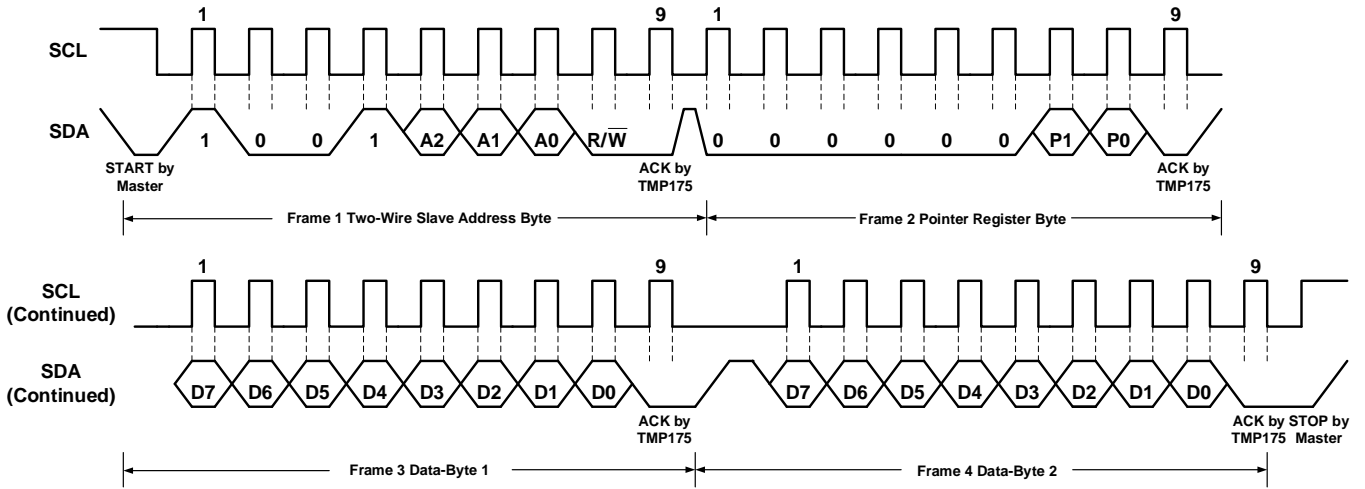 1 9 1 9
SCL
SDA
1 0 0 1 A2 A1 A0 R/W̅ 0 0 0 0 0 0 P1 P0
START by
Master
ACK by
TMP175
ACK by
TMP175
Frame 1 Two-Wire Slave Address Byte
Frame 2 Pointer Register Byte
1 9 1 9
SCL
(Continued)
SDA
(Continued)
D7 D6 D5 D4 D3 D2 D1 D0 D7 D6 D5 D4 D3 D2 D1 D0
ACK by
TMP175
ACK by
TMP175
STOP by
Master
Frame 3 Data-Byte 1
Frame 4 Data-Byte 2